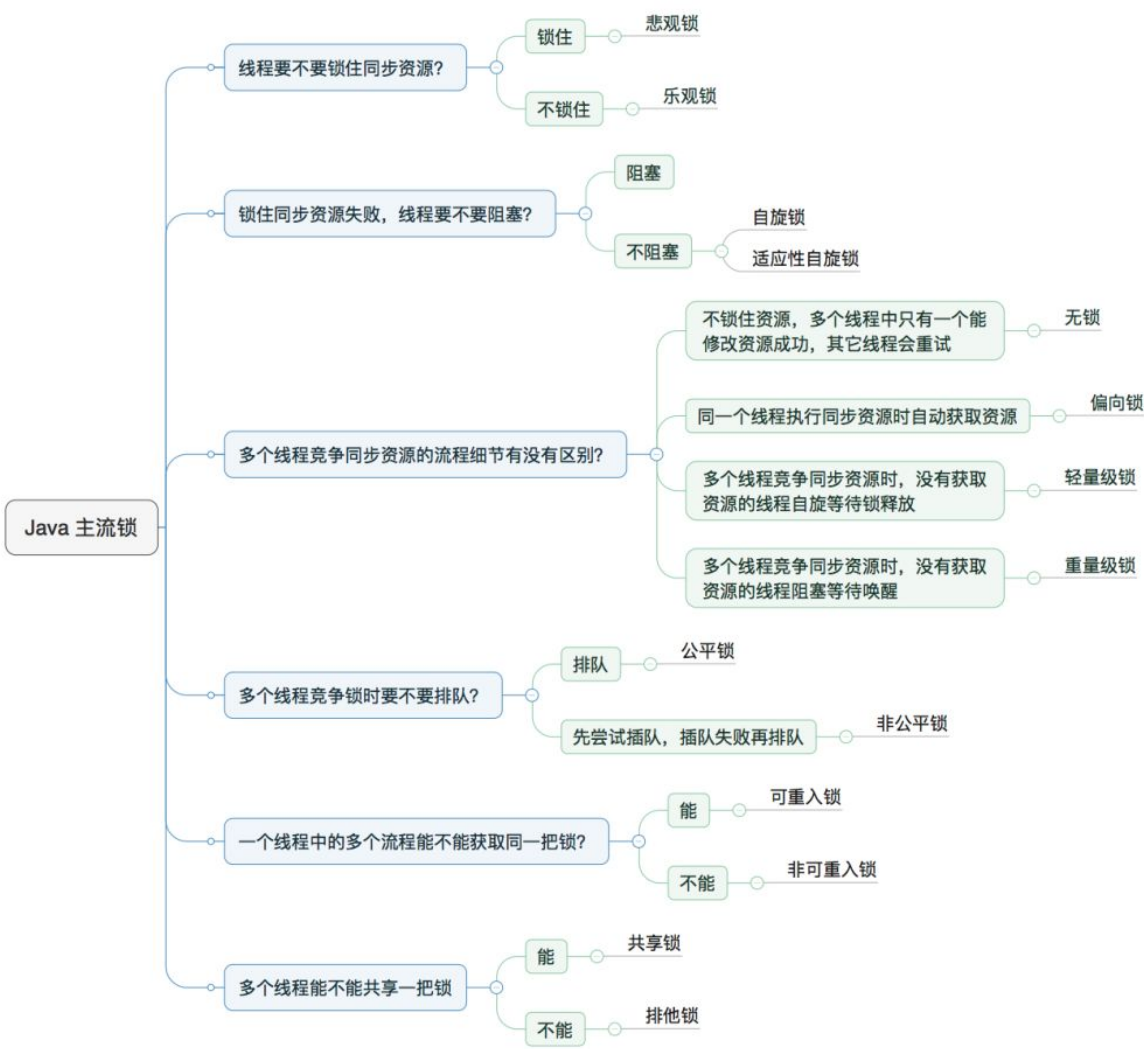 线程要不要锁住同步资源？
锁住
悲观锁
不锁住
乐观锁
锁住同步资源失败，线程要不要阻塞？
阻塞
不阻塞
自旋锁
适应性自旋锁
多个线程竞争同步资源的流程细节有没有区别？
不锁住资源，多个线程中只有一个能
修改资源成功，其它线程会重试
无锁
同一个线程执行同步资源时自动获取资源
偏向锁
多个线程竞争同步资源时，没有获取
资源的线程自旋等待锁释放
轻量级锁
多个线程竞争同步资源时，没有获取
资源的线程阻塞等待唤醒
重量级锁
Java 主流锁
多个线程竞争锁时要不要排队？
排队
公平锁
先尝试插队，插队失败再排队
非公平锁
一个线程中的多个流程能不能获取同一把锁？
能
可重入锁
不能
非可重入锁
多个线程能不能共享一把锁
能
共享锁
不能
排他锁